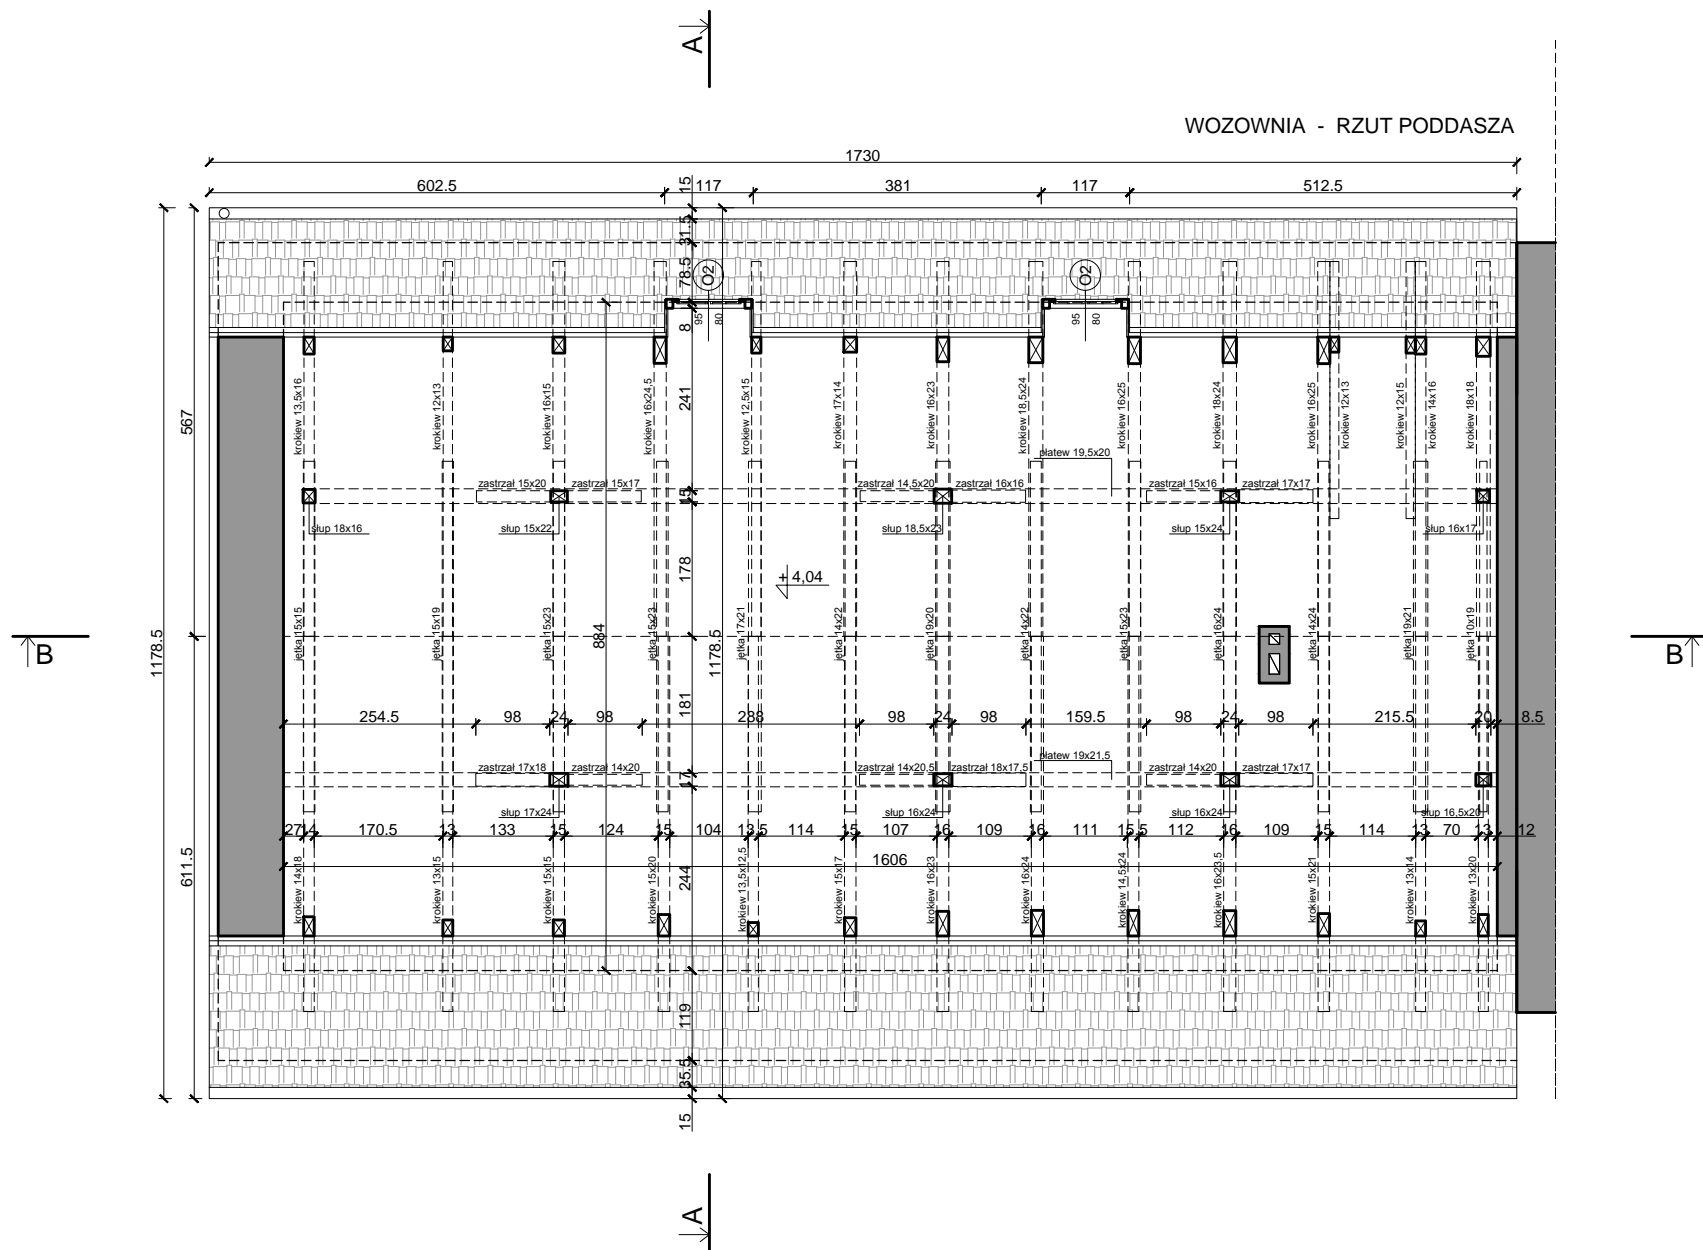 A
WOZOWNIA - RZUT PODDASZA
1730
602.5
15
117
381
117
512.5
31.5
78.5
O2
O2
95
80
95
80
8
567
1178.5
611.5
krokiew 13,5x16
krokiew 12x13
krokiew 16x15
krokiew 16x24,5
241
krokiew 12,5x15
krokiew 17x14
krokiew 16x23
krokiew 18,5x24
krokiew 16x25
krokiew 18x24
krokiew 16x25
krokiew 12x13
krokiew 12x15
krokiew 14x16
krokiew 18x18
płatew 19,5x20
zastrzał 15x20
zastrzał 15x17
15
zastrzał 14,5x20
zastrzał 16x16
zastrzał 15x16
zastrzał 17x17
słup 18x16
słup 15x22
słup 18,5x23
słup 15x24
słup 16x17
178
+ 4,04
jętka 15x15
jętka 15x19
jętka 15x23
884
jętka 15x23
1178.5
jętka 17x21
jętka 14x22
jętka 19x20
jętka 14x22
jętka 15x23
jętka 16x24
jętka 14x24
jętka 19x21
jętka 10x19
B
B
181
254.5
98
24
98
288
98
24
98
159.5
98
24
98
215.5
20
8.5
płatew 19x21,5
zastrzał 17x18
zastrzał 14x20
17
zastrzał 14x20,5
zastrzał 18x17,5
zastrzał 14x20
zastrzał 17x17
słup 17x24
słup 16x24
słup 16x24
słup 16,5x20
27
14
170.5
13
133
15
124
15
104
13.5
114
15
107
16
109
16
111
15.5
112
16
109
15
114
13
70
13
12
1606
244
krokiew 14x18
krokiew 13x15
krokiew 15x15
krokiew 15x20
krokiew 13,5x12,5
krokiew 15x17
krokiew 16x23
krokiew 16x24
krokiew 14,5x24
krokiew 16x23,5
krokiew 15x21
krokiew 13x14
krokiew 13x20
119
35.5
15
A